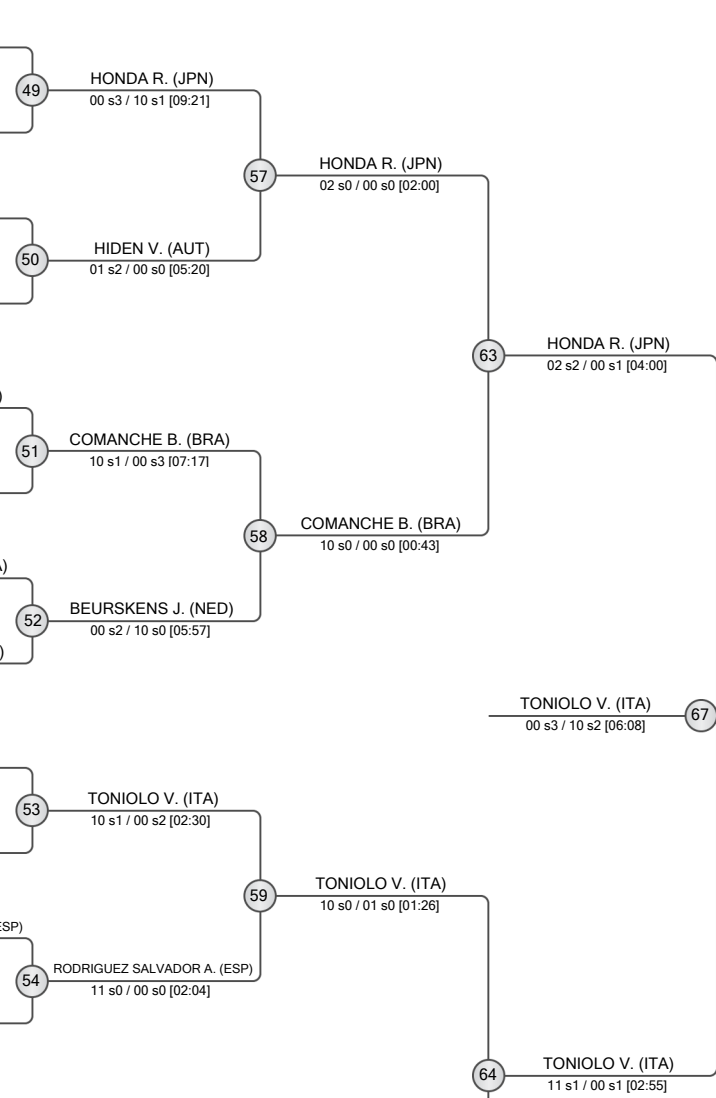 49
HONDA R. (JPN)
00 s3 / 10 s1 [09:21]
57
HONDA R. (JPN)
02 s0 / 00 s0 [02:00]
50
HIDEN V. (AUT)
01 s2 / 00 s0 [05:20]
63
HONDA R. (JPN)
02 s2 / 00 s1 [04:00]
)
51
COMANCHE B. (BRA)
10 s1 / 00 s3 [07:17]
58
COMANCHE B. (BRA)
10 s0 / 00 s0 [00:43]
)
52
BEURSKENS J. (NED)
00 s2 / 10 s0 [05:57]
)
TONIOLO V. (ITA)
00 s3 / 10 s2 [06:08]
67
53
TONIOLO V. (ITA)
10 s1 / 00 s2 [02:30]
59
TONIOLO V. (ITA)
10 s0 / 01 s0 [01:26]
ESP)
54
RODRIGUEZ SALVADOR A. (ESP)
11 s0 / 00 s0 [02:04]
64
TONIOLO V. (ITA)
11 s1 / 00 s1 [02:55]